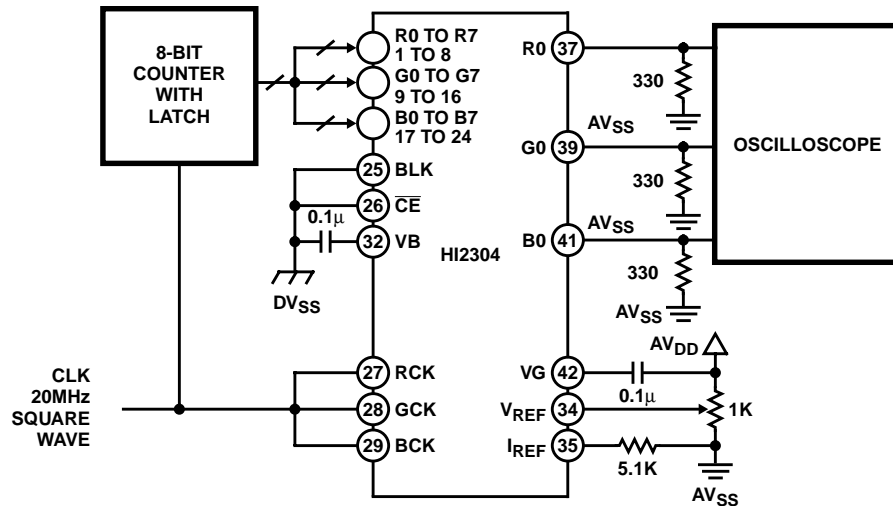 8-BIT
COUNTER
WITH
LATCH
R0 TO R7
1 TO 8
G0 TO G7
9 TO 16
B0 TO B7
17 TO 24
25 BLK
26 CE
0.1μ
32 VB
DVSS
HI2304
CLK
20MHz
SQUARE
WAVE
27 RCK
28 GCK
29 BCK
R0 37
330
AVSS
G0 39
330
AVSS
B0 41
330
AVSS
OSCILLOSCOPE
AVDD
VG 42
0.1μ
VREF 34
1K
IREF 35
5.1K
AVSS